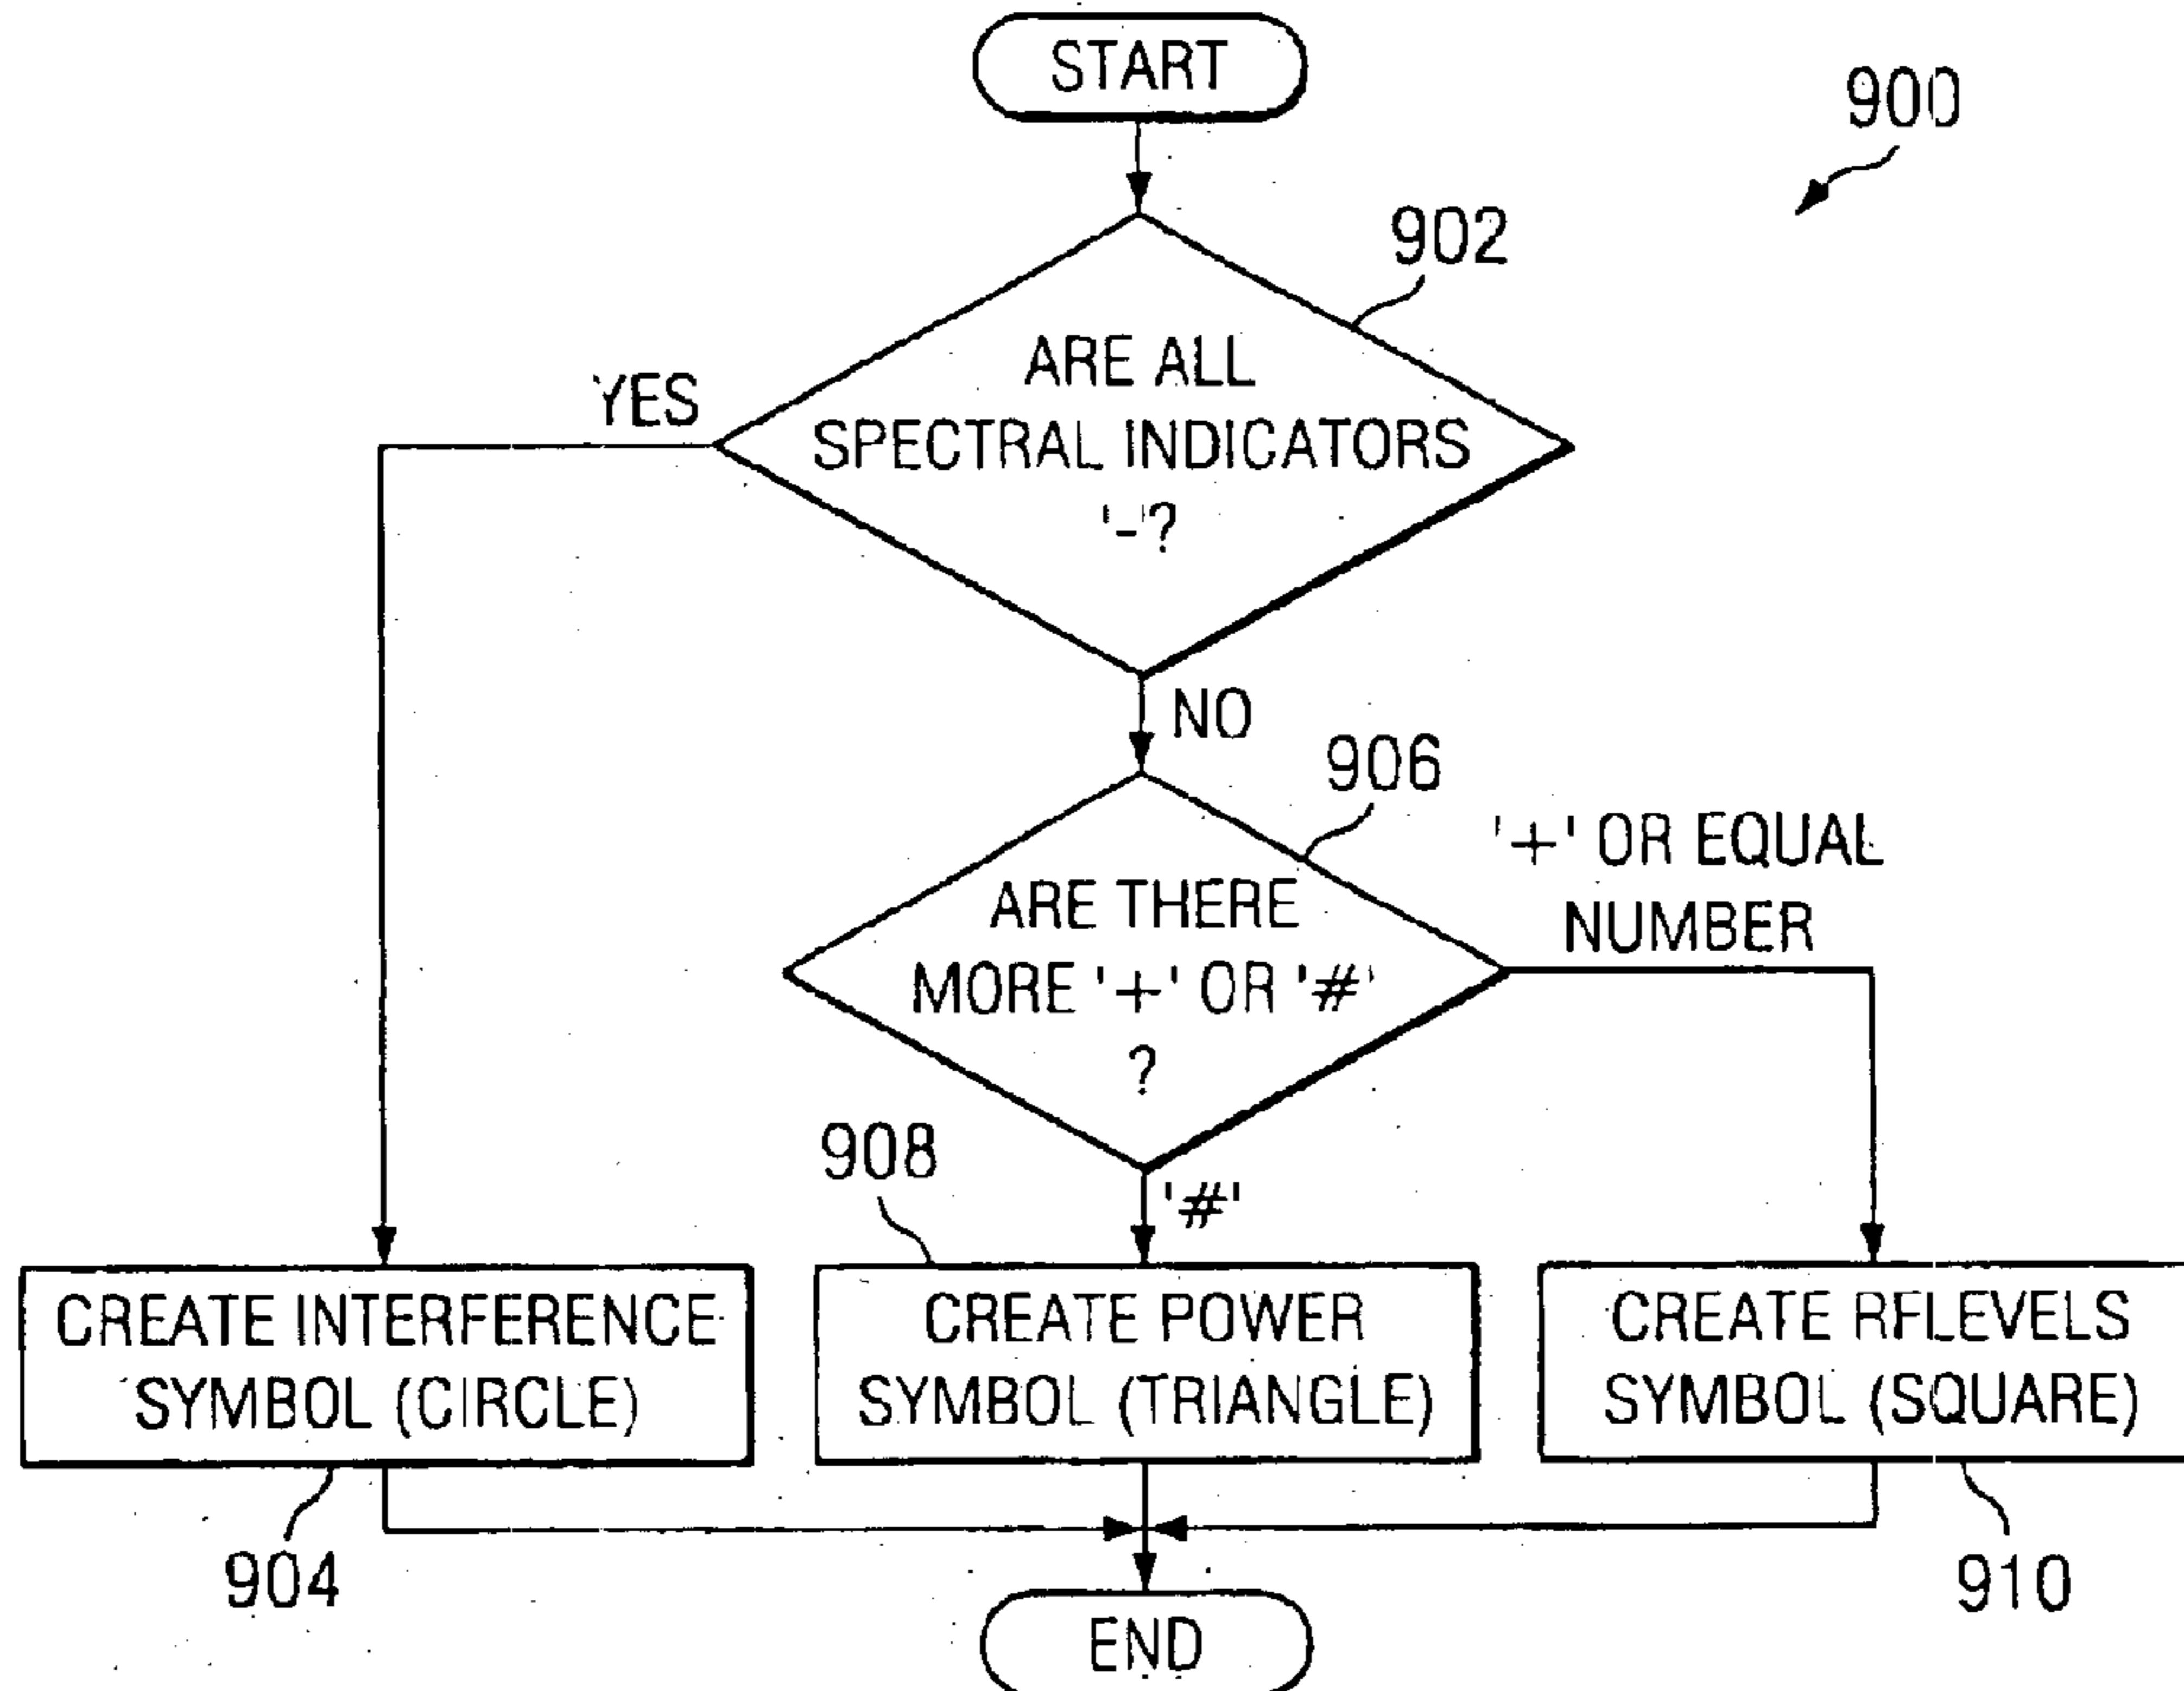 START
900
902
ARE ALL
SPECTRAL INDICATORS
'-'?
YES
NO
906
'+' OR EQUAL
NUMBER
ARE THERE
MORE '+' OR '#'
?
908
'#'
CREATE INTERFERENCE
SYMBOL (CIRCLE)
CREATE POWER
SYMBOL (TRIANGLE)
CREATE RFLEVELS
SYMBOL (SQUARE)
904
910
END